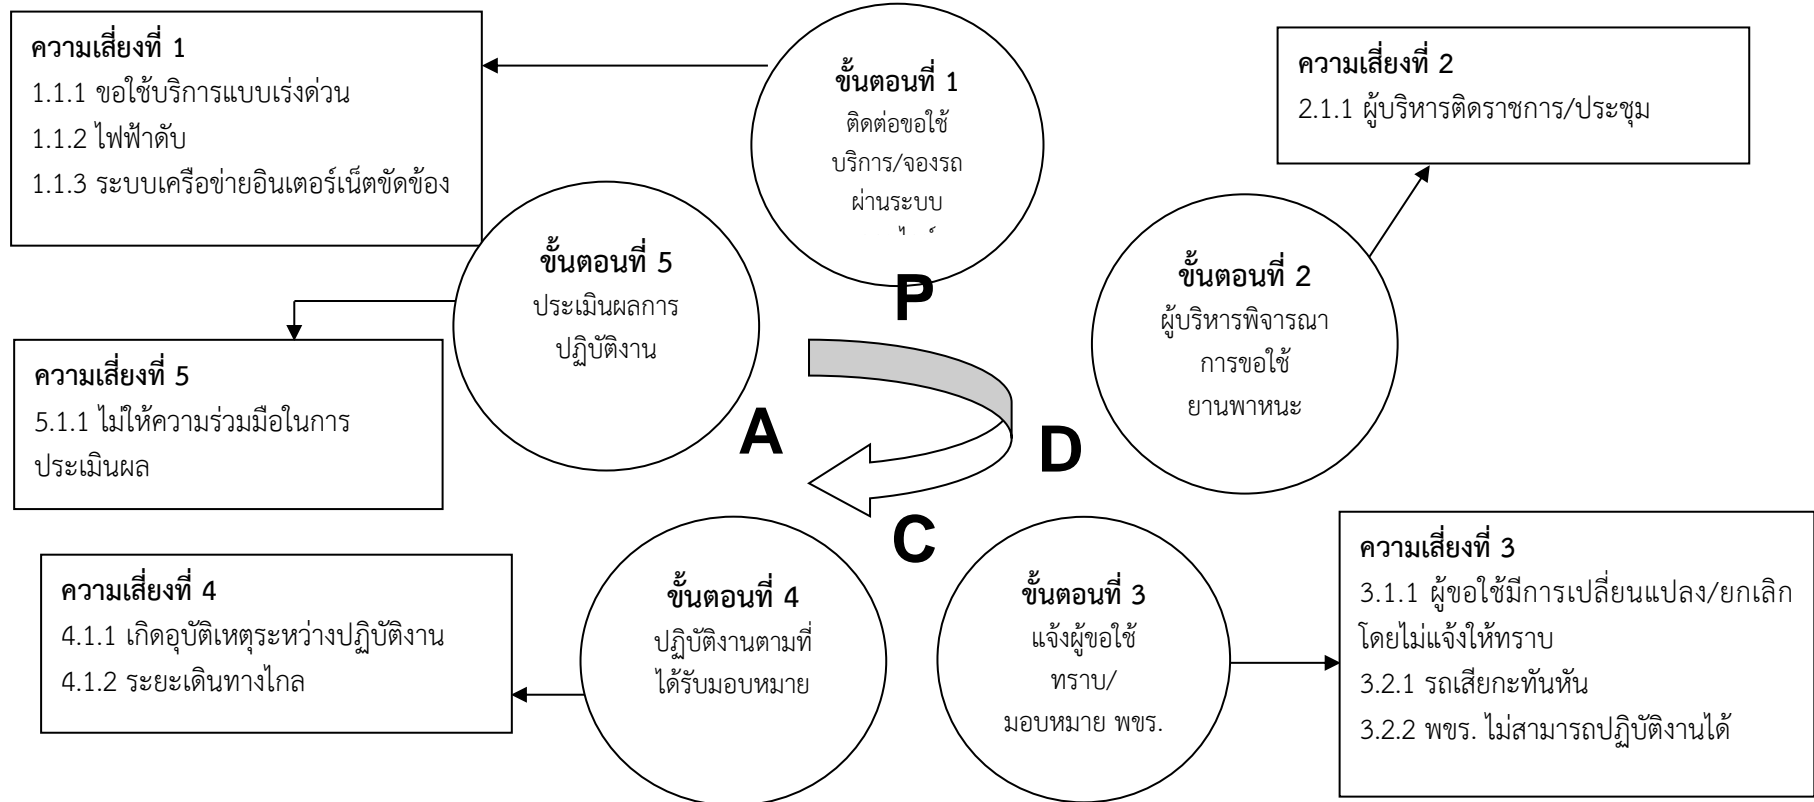 ความเสี่ยงที่ 1
1.1.1 ขอใช้บริการแบบเร่งด่วน
1.1.2 ไฟฟ้าดับ
1.1.3 ระบบเครือข่ายอินเตอร์เน็ตขัดข้อง
ขั้นตอนที่ 1
ติดต่อขอใช้
บริการ/จองรถ
ผ่านระบบ
ความเสี่ยงที่ 2
2.1.1 ผู้บริหารติดราชการ/ประชุม
ขั้นตอนที่ 5
ประเมินผลการ
ปฏิบัติงาน
P
ขั้นตอนที่ 2
ผู้บริหารพิจารณา
การขอใช้
ยานพาหนะ
ความเสี่ยงที่ 5
5.1.1 ไม่ให้ความร่วมมือในการ
ประเมินผล
A
D
C
ความเสี่ยงที่ 4
4.1.1 เกิดอุบัติเหตุระหว่างปฏิบัติงาน
4.1.2 ระยะเดินทางไกล
ขั้นตอนที่ 4
ปฏิบัติงานตามที่
ได้รับมอบหมาย
ขั้นตอนที่ 3
แจ้งผู้ขอใช้
ทราบ/
มอบหมาย พขร.
ความเสี่ยงที่ 3
3.1.1 ผู้ขอใช้มีการเปลี่ยนแปลง/ยกเลิก
โดยไม่แจ้งให้ทราบ
3.2.1 รถเสียกะทันหัน
3.2.2 พขร. ไม่สามารถปฏิบัติงานได้